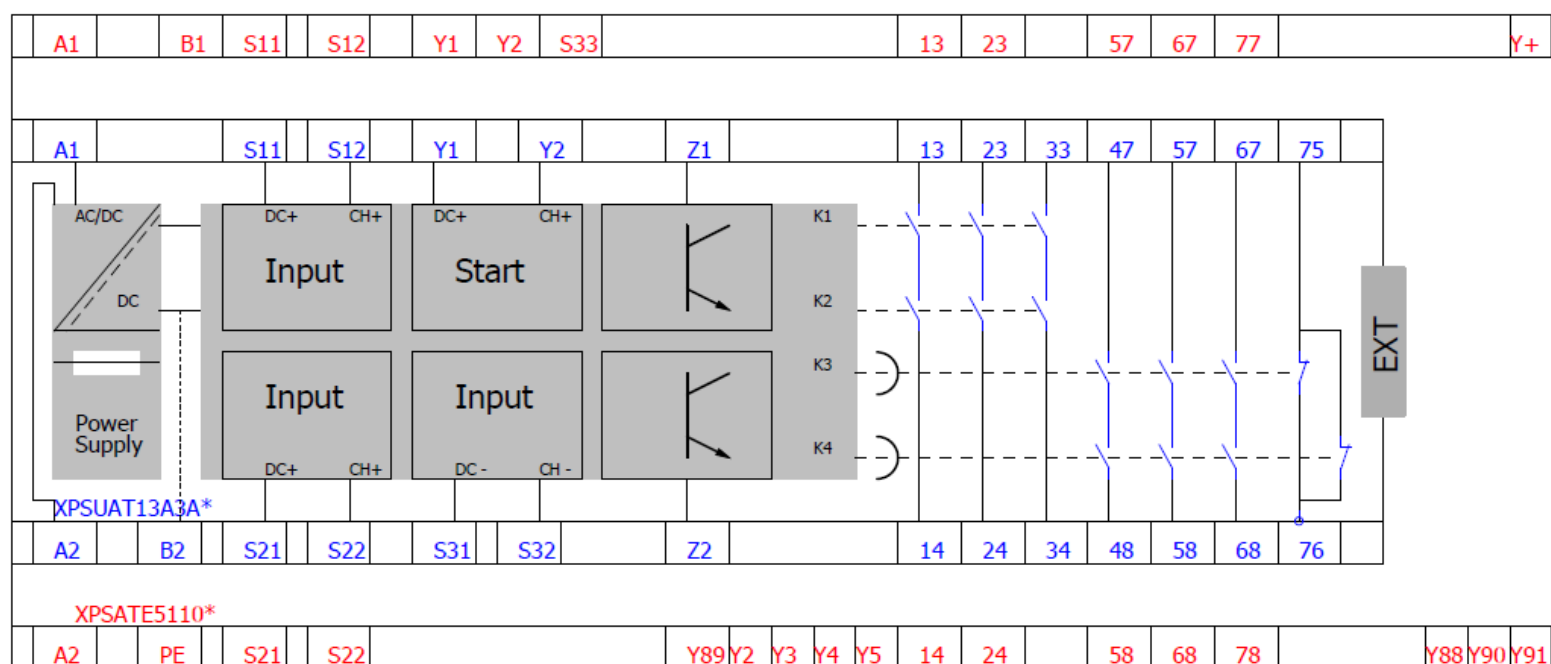 A1 B1 S11 S12 Y1 Y2 S33 13 23 57 67 77 Y+
A1 S11 S12 Y1 Y2 Z1 13 23 33 47 57 67 75
AC/DC DC+ CH+ DC+ CH+ K1
Input Start
DC K2
EXT
K3
Input Input
Power
Supply
K4
DC+ CH+ DC - CH -
XPSUAT13A3A*
A2 B2 S21 S22 S31 S32 Z2 14 24 34 48 58 68 76
XPSATE5110*
A2 PE S21 S22 Y89 Y2 Y3 Y4 Y5 14 24 58 68 78 Y88 Y90 Y91